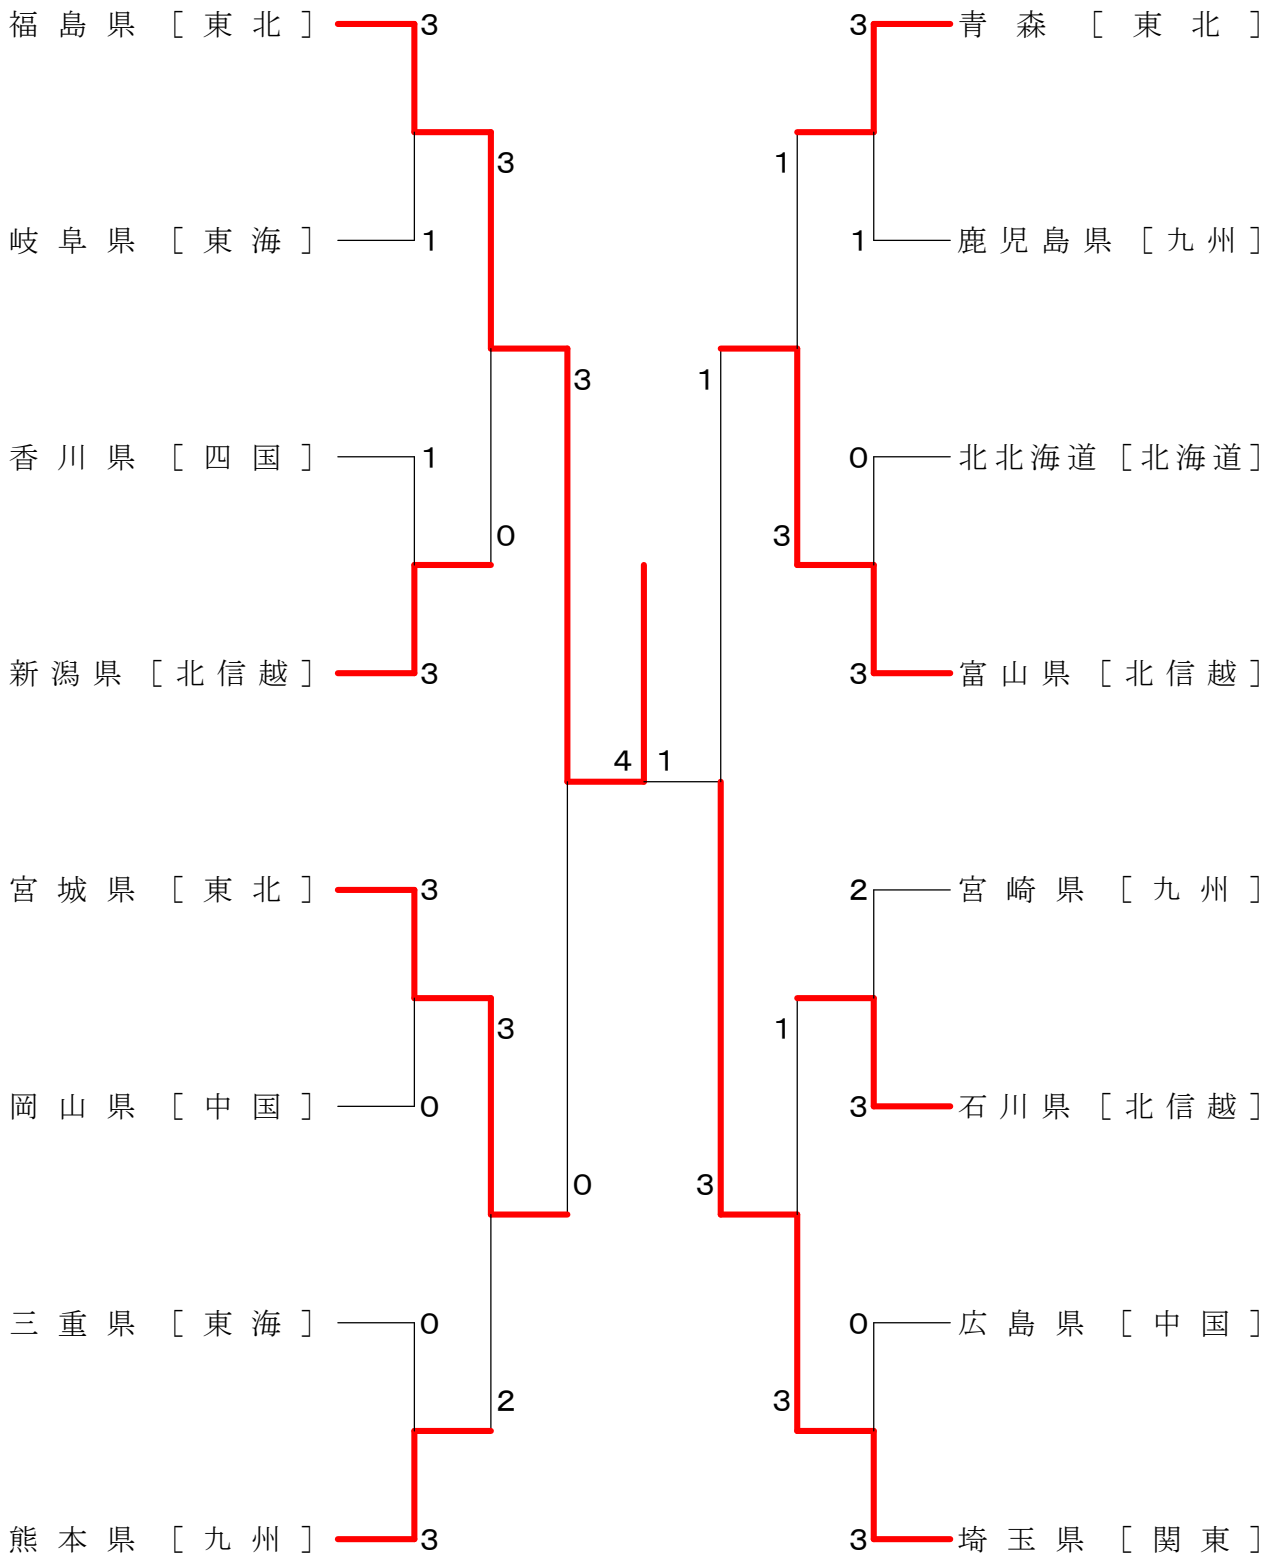 福島県 [東北] 3
3 青森 [東北]
3
1
岐阜県 [東海] 1
1 鹿児島県 [九州]
3
1
香川県 [四国] 1
0 北北海道 [北海道]
0
3
新潟県 [北信越] 3
3 富山県 [北信越]
4 1
宮城県 [東北] 3
2 宮崎県 [九州]
3
1
岡山県 [中国] 0
3 石川県 [北信越]
0
3
三重県 [東海] 0
0 広島県 [中国]
2
3
熊本県 [九州] 3
3 埼玉県 [関東]